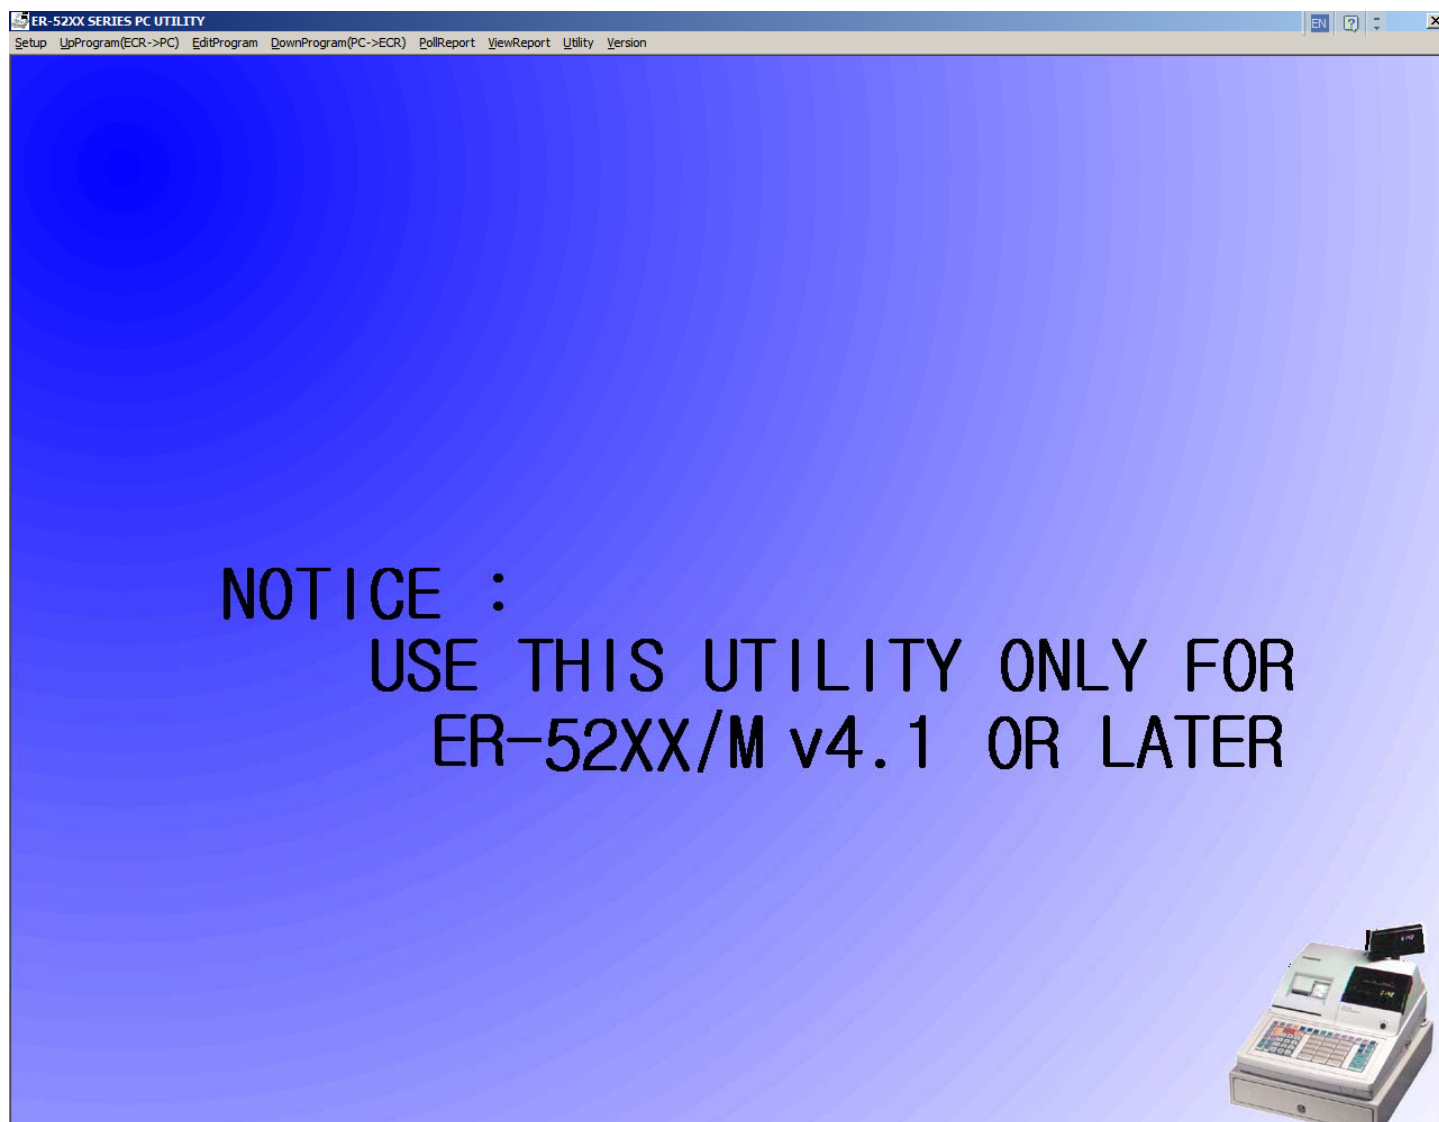 ER-52XX SERIES PC UTILITY
EN
Setup UpProgram(ECR->PC) EditProgram DownProgram(PC->ECR) PollReport ViewReport Utility Version
NOTICE :
USE THIS UTILITY ONLY FOR
ER-52XX/M v4.1 OR LATER